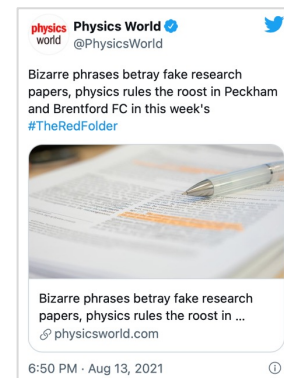 physics world
Physics World
@PhysicsWorld
Bizarre phrases betray fake research
papers, physics rules the roost in Peckham
and Brentford FC in this week's
#TheRedFolder
Bizarre phrases betray fake research
papers, physics rules the roost in ...
physicsworld.com
6:50 PM · Aug 13, 2021